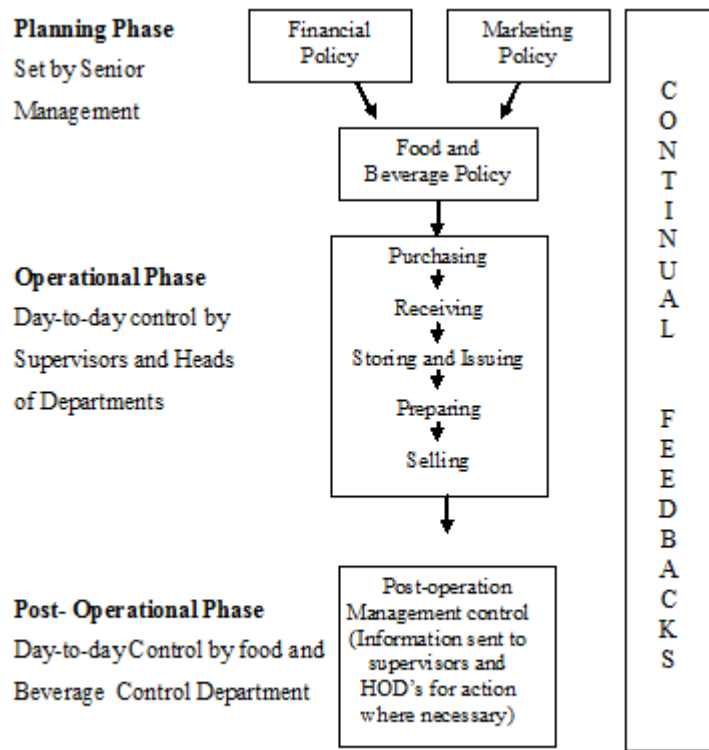 Planning Phase
Set by Senior
Management
Financial
Policy
Marketing
Policy
Food and
Beverage Policy
Operational Phase
Day-to-day control by
Supervisors and Heads
of Departments
Purchasing
Receiving
Storing and Issuing
Preparing
Selling
Post- Operational Phase
Day-to-day Control by food and
Beverage Control Department
Post-operation
Management control
(Information sent to
supervisors and
HOD's for action
where necessary)
C
O
N
T
I
N
U
A
L
F
E
E
D
B
A
C
K
S